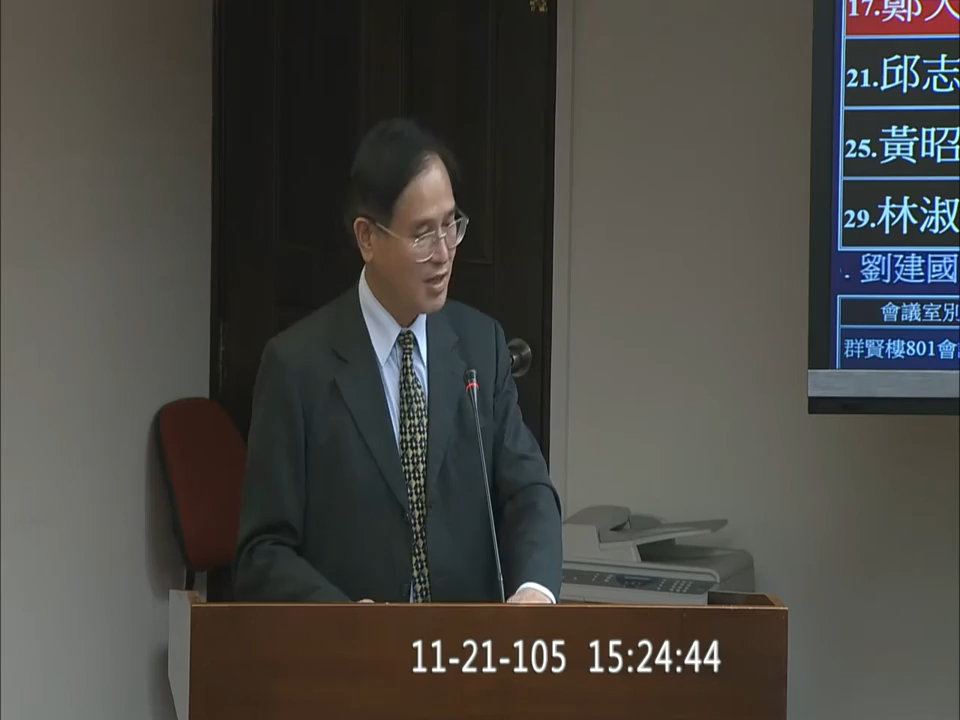 17.鄭天
21.邱志
25.黃昭
29.林淑
劉建國
會議室別
群賢樓801會
11-21-105 15:24:44